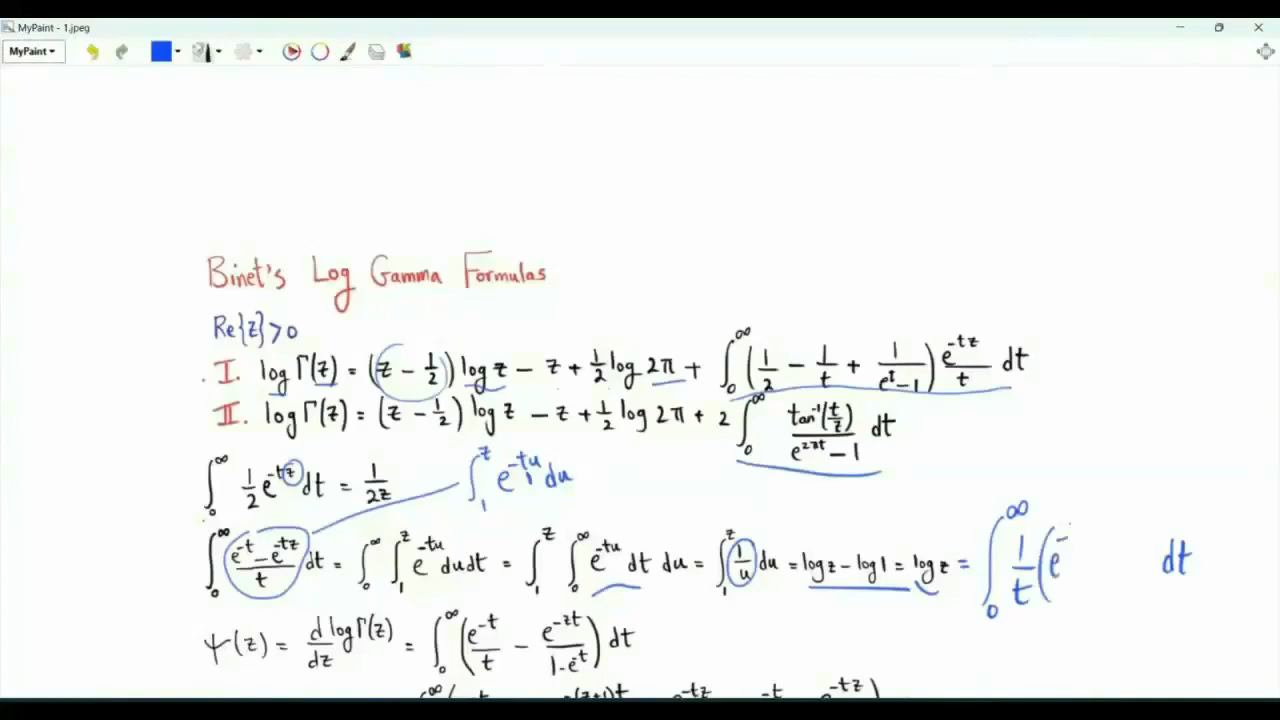 MyPaint - 1.jpeg
MyPaint
Binet's Log Gamma Formulas
Re{z}>0
I. log Γ(z) = (z − 1/2) log z − z + 1/2 log 2π + ∫_0^∞ (1/2 − 1/t + 1/(e^t − 1)) e^{-tz}/t dt
II. log Γ(z) = (z − 1/2) log z − z + 1/2 log 2π + 2 ∫_0^∞ tan^{-1}(t/z)/(e^{2πt} − 1) dt
∫_0^∞ 1/2 e^{-tz} dt = 1/2z ∫_1^z e^{-tu} du
∫_0^∞ (e^{-t} − e^{-tz})/t dt = ∫_0^∞ ∫_1^z e^{-tu} du dt = ∫_1^z ∫_0^∞ e^{-tu} dt du = ∫_1^z 1/u du = log z − log 1 = log z = ∫_0^∞ 1/t (e^- dt
Ψ(z) = d/dz log Γ(z) = ∫_0^∞ (e^{-t}/t − e^{-zt}/(1-e^{-t})) dt